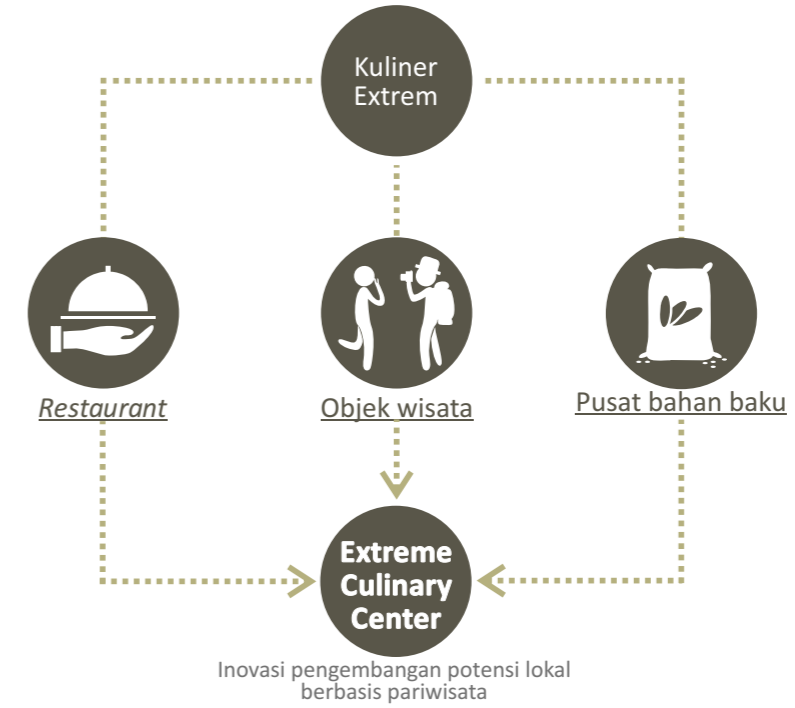 Kuliner
Extrem
Restaurant
Objek wisata
Pusat bahan baku
Extreme
Culinary
Center
Inovasi pengembangan potensi lokal
berbasis pariwisata